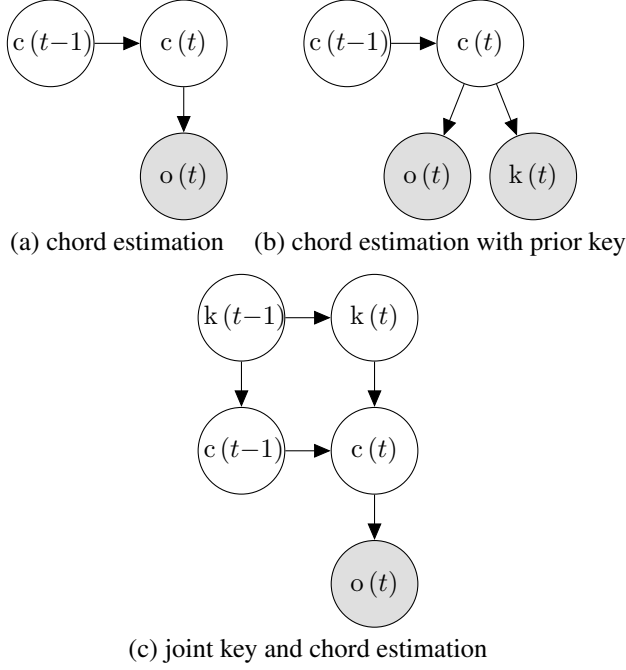 c (t−1) c (t) c (t−1) c (t)
o (t) o (t) k (t)
(a) chord estimation (b) chord estimation with prior key
k (t−1) k (t)
c (t−1) c (t)
o (t)
(c) joint key and chord estimation